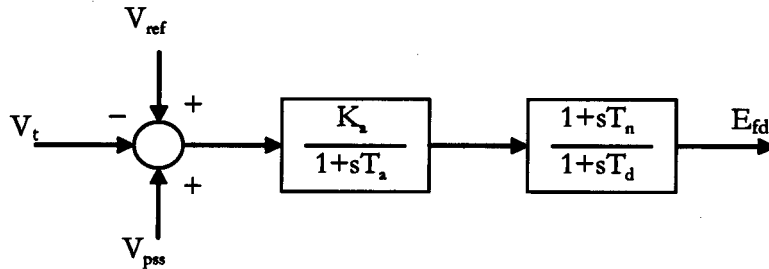 V_ref
V_t
−
+
+
V_pss
K_a
1+sT_a
1+sT_n
1+sT_d
E_fd